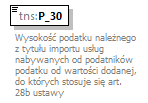 tns:P_30
Wysokość podatku należnego
z tytułu importu usług
nabywanych od podatników
podatku od wartości dodanej,
do których stosuje się art.
28b ustawy